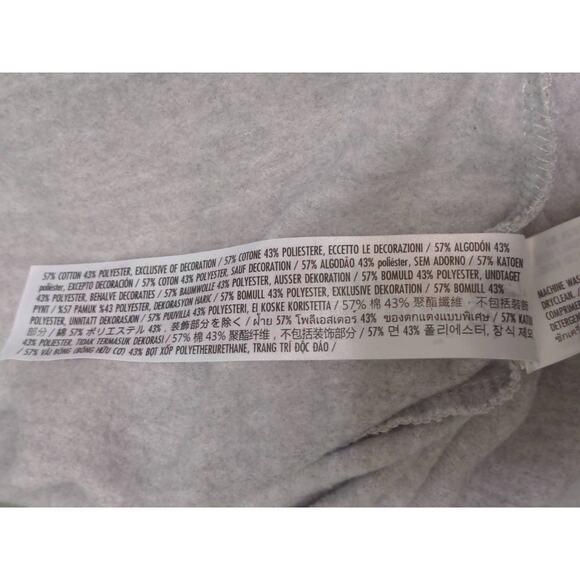 57% COTTON 43% POLYESTER, EXCLUSIVE OF DECORATION / 57% COTONE 43% POLIESTERE, ECCETTO LE DECORAZIONI / 57% ALGODÓN 43%
poliéster, EXCEPTO DECORACIÓN / 57% COTON 43% POLYESTER, SAUF DECORATION / 57% ALGODÃO 43% poliéster, SEM ADORNO / 57% KATOEN
43% POLYESTER, BEHALVE DECORATIES / 57% BAUMWOLLE 43% POLYESTER, AUSSER DEKORATION / 57% BOMULD 43% POLYESTER, UNDTAGET
PYNT / %57 PAMUK %43 POLYESTER, DEKORASYON HARIÇ / 57% BOMULL 43% POLYESTER, EXKLUSIVE DEKORATION / 57% BOMULL 43%
POLYESTER, UNNTATT DEKORASJON / 57% PUUVILLA 43% POLYESTERI, EI KOSKE KORISTETTA / 57% 棉 43% 聚酯纖維，不包括裝飾
部分 / 綿 57% ポリエステル 43%, 装飾部分を除く / ฝ้าย 57% โพลีเอสเตอร์ 43% ของตกแต่งแบบพิเศษ / 57% KATUN
43% POLIESTER, TIDAK TERMASUK DEKORASI / 57% 棉 43% 聚酯纤维，不包括装饰部分 / 57% 면 43% 폴리에스터, 장식 제외
/ 57% VẢI BÔNG (BÔNG HỮU CƠ) 43% BỌT XỐP POLYETHERURETHANE, TRANG TRÍ ĐỘC ĐÁO /
MACHINE WAS
DRYCLEAN.
COMPRIM
DETERGEN